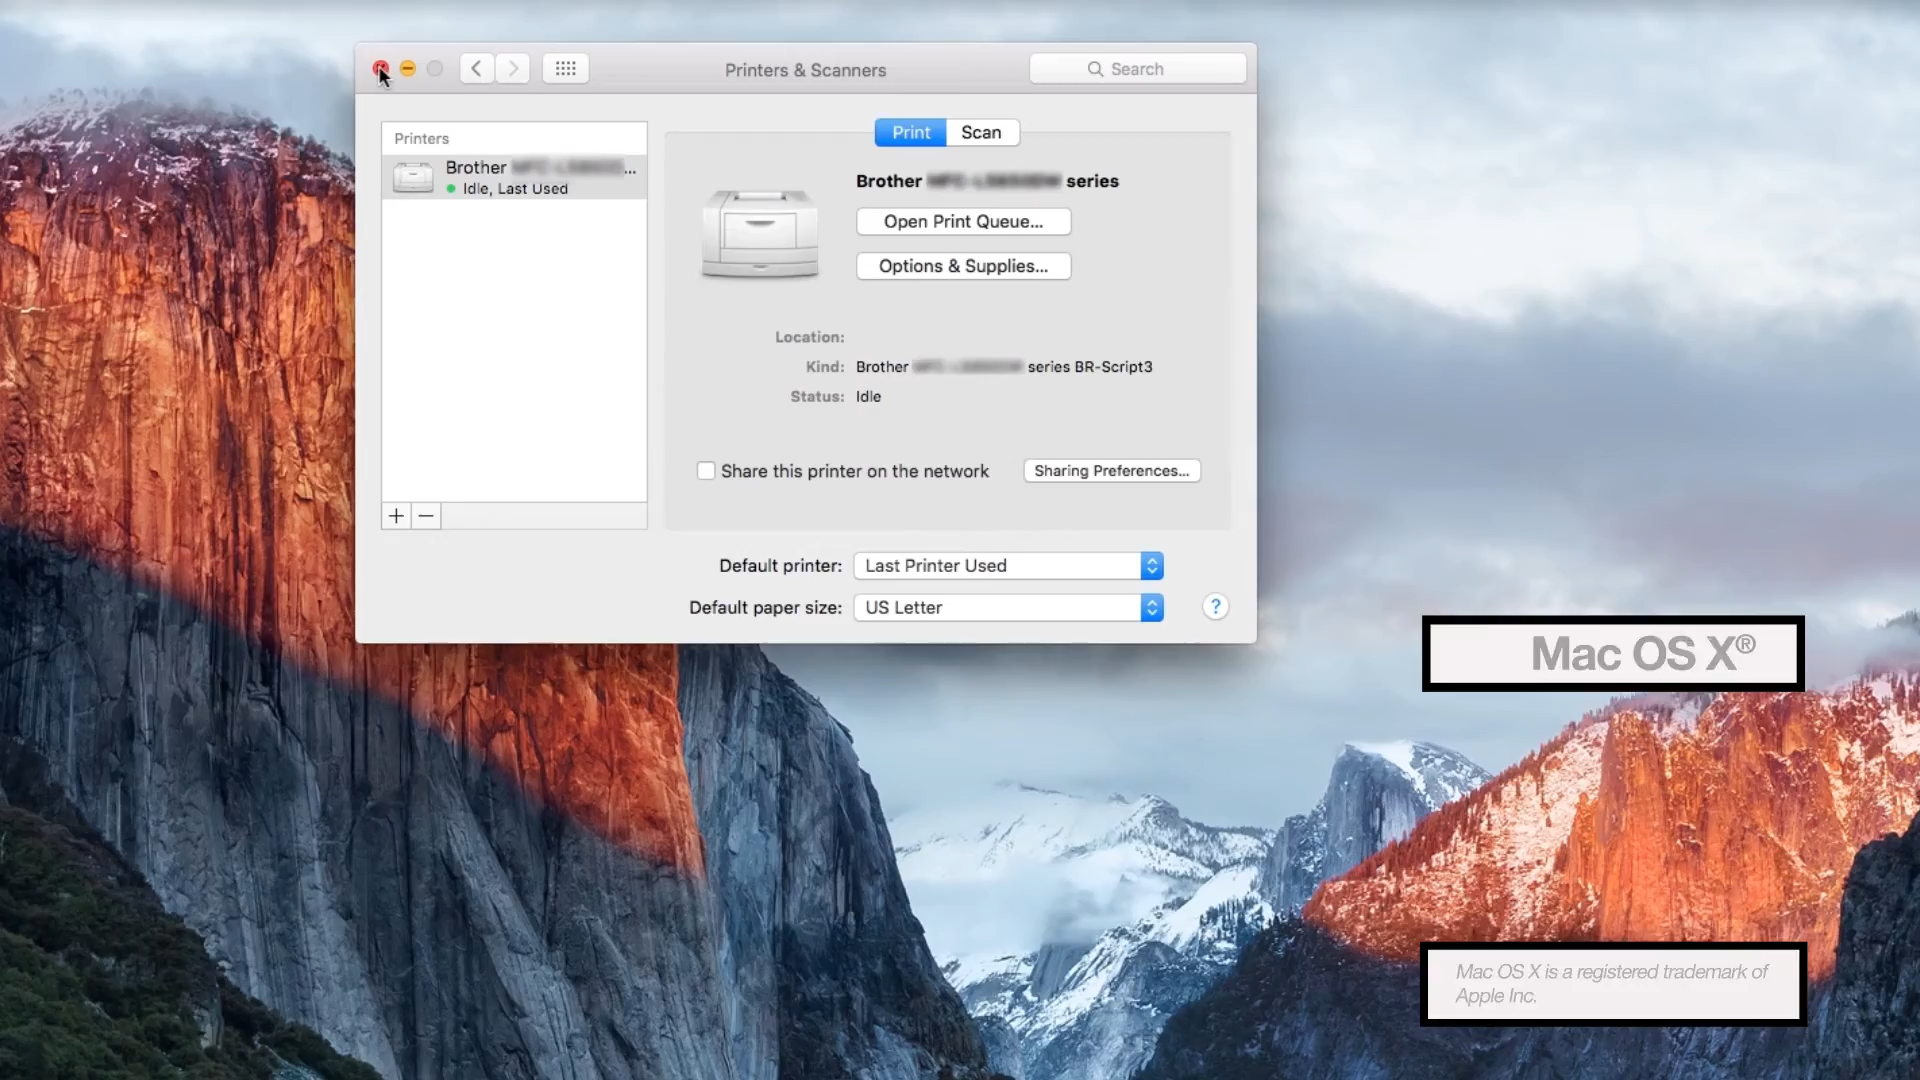 Printers & Scanners
Search
Printers
Brother ...
Idle, Last Used
Print Scan
Brother series
Open Print Queue...
Options & Supplies...
Location:
Kind: Brother series BR-Script3
Status: Idle
Share this printer on the network
Sharing Preferences...
+ −
Default printer: Last Printer Used
Default paper size: US Letter
?
Mac OS X®
Mac OS X is a registered trademark of
Apple Inc.